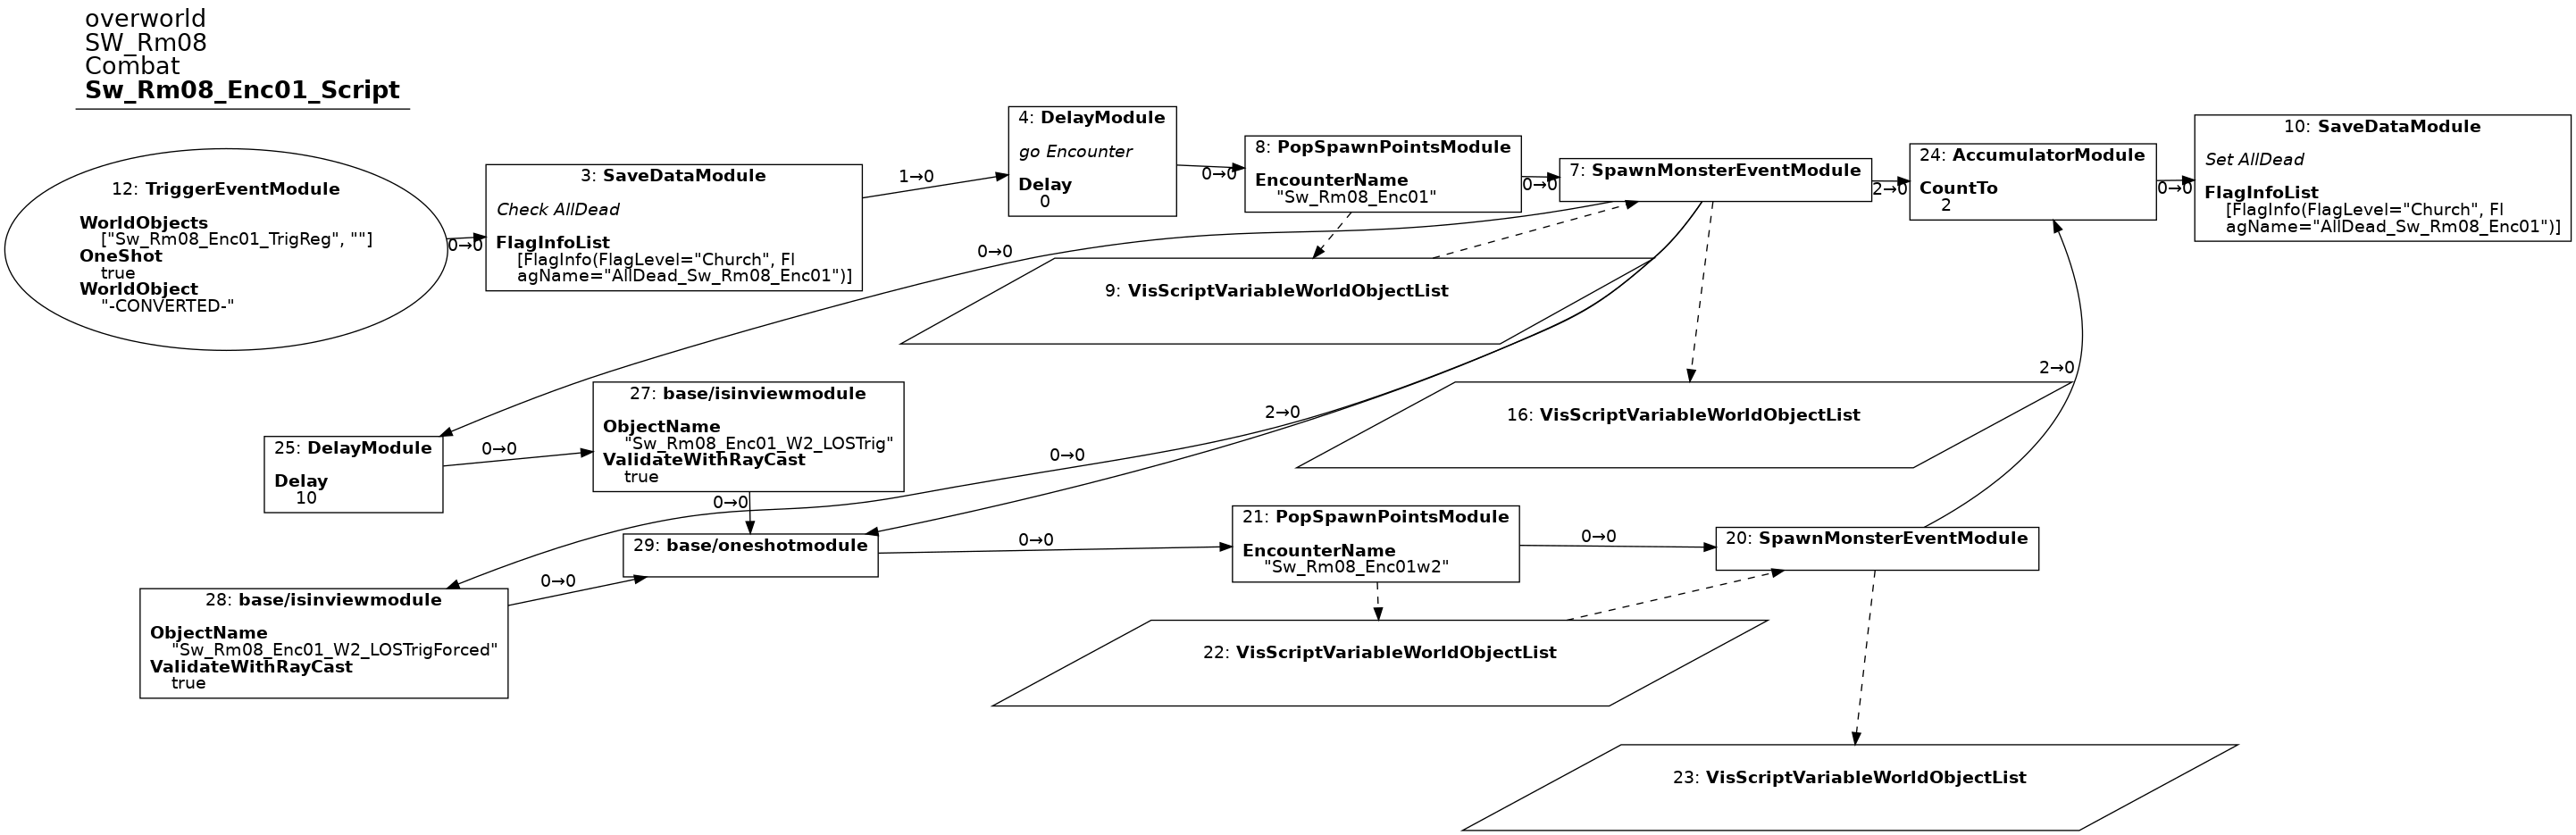 overworld
SW_Rm08
Combat
Sw_Rm08_Enc01_Script
12: TriggerEventModule
WorldObjects
["Sw_Rm08_Enc01_TrigReg", ""]
OneShot
true
WorldObject
"-CONVERTED-"
0→0
3: SaveDataModule
Check AllDead
FlagInfoList
[FlagInfo(FlagLevel="Church", Fl
agName="AllDead_Sw_Rm08_Enc01")]
1→0
4: DelayModule
go Encounter
Delay
0
0→0
8: PopSpawnPointsModule
EncounterName
"Sw_Rm08_Enc01"
0→0
7: SpawnMonsterEventModule
2→0
24: AccumulatorModule
CountTo
2
0→0
10: SaveDataModule
Set AllDead
FlagInfoList
[FlagInfo(FlagLevel="Church", Fl
agName="AllDead_Sw_Rm08_Enc01")]
0→0
9: VisScriptVariableWorldObjectList
2→0
16: VisScriptVariableWorldObjectList
2→0
0→0
25: DelayModule
Delay
10
0→0
27: base/isinviewmodule
ObjectName
"Sw_Rm08_Enc01_W2_LOSTrig"
ValidateWithRayCast
true
0→0
29: base/oneshotmodule
0→0
21: PopSpawnPointsModule
EncounterName
"Sw_Rm08_Enc01w2"
0→0
20: SpawnMonsterEventModule
28: base/isinviewmodule
ObjectName
"Sw_Rm08_Enc01_W2_LOSTrigForced"
ValidateWithRayCast
true
0→0
22: VisScriptVariableWorldObjectList
23: VisScriptVariableWorldObjectList